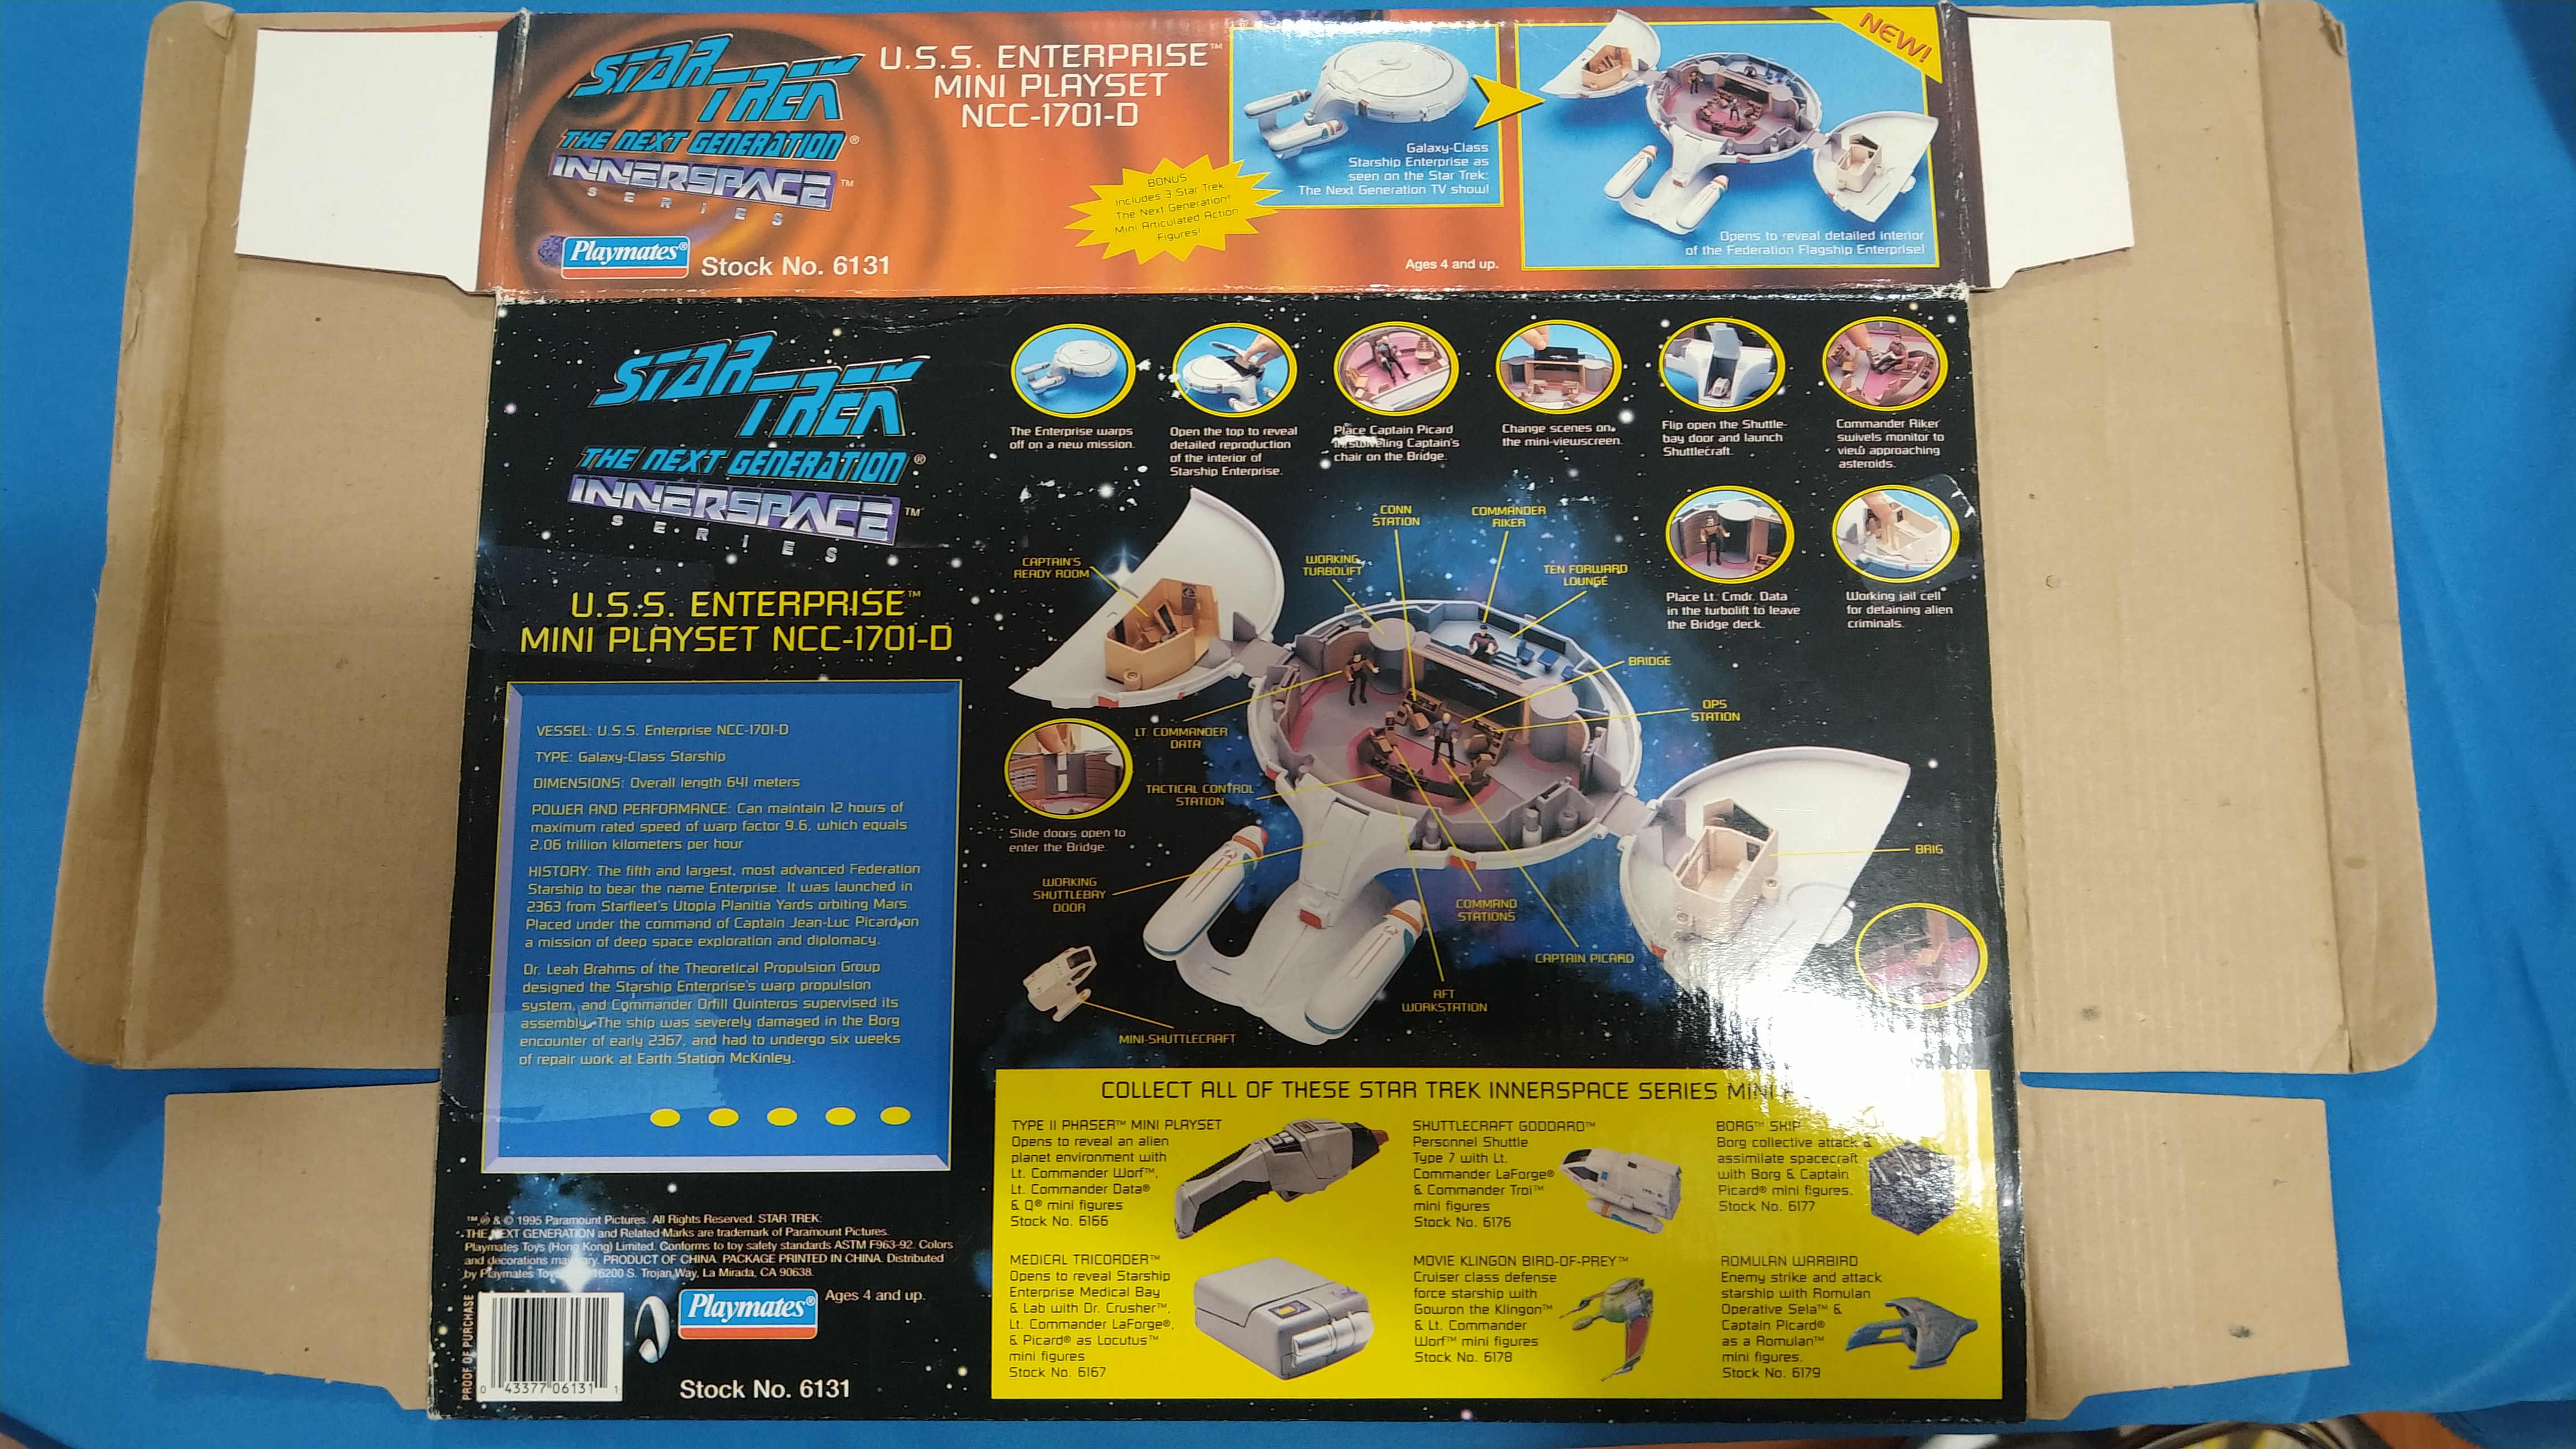 STAR TREK
THE NEXT GENERATION®
INNERSPACE™
SERIES
Playmates®
Stock No. 6131
U.S.S. ENTERPRISE™
MINI PLAYSET
NCC-1701-D
BONUS
Includes 3 Star Trek
The Next Generation®
Mini Articulated Action
Figures!
Galaxy-Class
Starship Enterprise as
seen on the Star Trek:
The Next Generation TV show!
Ages 4 and up.
NEW!
Opens to reveal detailed interior
of the Federation Flagship Enterprise!
STAR TREK
THE NEXT GENERATION®
INNERSPACE™
SERIES
U.S.S. ENTERPRISE™
MINI PLAYSET NCC-1701-D
VESSEL: U.S.S. Enterprise NCC-1701-D
TYPE: Galaxy-Class Starship
DIMENSIONS: Overall length 641 meters
POWER AND PERFORMANCE: Can maintain 12 hours of
maximum rated speed of warp factor 9.6, which equals
2.06 trillion kilometers per hour
HISTORY: The fifth and largest, most advanced Federation
Starship to bear the name Enterprise. It was launched in
2363 from Starfleet's Utopia Planitia Yards orbiting Mars.
Placed under the command of Captain Jean-Luc Picard on
a mission of deep space exploration and diplomacy.
Dr. Leah Brahms of the Theoretical Propulsion Group
designed the Starship Enterprise's warp propulsion
system, and Commander Orfill Quinteros supervised its
assembly. The ship was severely damaged in the Borg
encounter of early 2367, and had to undergo six weeks
of repair work at Earth Station McKinley.
The Enterprise warps
off on a new mission.
Open the top to reveal
detailed reproduction
of the interior of
Starship Enterprise.
Place Captain Picard
in swiveling Captain's
chair on the Bridge.
Change scenes on
the mini-viewscreen.
Flip open the Shuttle-
bay door and launch
Shuttlecraft.
Commander Riker
swivels monitor to
view approaching
asteroids.
Place Lt. Cmdr. Data
in the turbolift to leave
the Bridge deck.
Working jail cell
for detaining alien
criminals.
Slide doors open to
enter the Bridge.
CAPTAIN'S
READY ROOM
WORKING
TURBOLIFT
CONN
STATION
COMMANDER
RIKER
TEN FORWARD
LOUNGE
BRIDGE
OPS
STATION
LT. COMMANDER
DATA
TACTICAL CONTROL
STATION
WORKING
SHUTTLEBAY
DOOR
BRIG
COMMAND
STATIONS
CAPTAIN PICARD
AFT
WORKSTATION
MINI-SHUTTLECRAFT
COLLECT ALL OF THESE STAR TREK INNERSPACE SERIES MINI
TYPE II PHASER™ MINI PLAYSET
Opens to reveal an alien
planet environment with
Lt. Commander Worf™,
Lt. Commander Data®
& Q® mini figures
Stock No. 6166
SHUTTLECRAFT GODDARD™
Personnel Shuttle
Type 7 with Lt.
Commander LaForge®
& Commander Troi™
mini figures
Stock No. 6176
BORG™ SHIP
Borg collective attack &
assimilate spacecraft
with Borg & Captain
Picard® mini figures.
Stock No. 6177
MEDICAL TRICORDER™
Opens to reveal Starship
Enterprise Medical Bay
& Lab with Dr. Crusher™,
Lt. Commander LaForge®,
& Picard® as Locutus™
mini figures
Stock No. 6167
MOVIE KLINGON BIRD-OF-PREY™
Cruiser class defense
force starship with
Gowron the Klingon™
& Lt. Commander
Worf™ mini figures
Stock No. 6178
ROMULAN WARBIRD
Enemy strike and attack
starship with Romulan
Operative Sela™ &
Captain Picard®
as a Romulan™
mini figures.
Stock No. 6179
™, ® & © 1995 Paramount Pictures. All Rights Reserved. STAR TREK:
THE NEXT GENERATION and Related Marks are trademark of Paramount Pictures.
Playmates Toys (Hong Kong) Limited. Conforms to toy safety standards ASTM F963-92. Colors
and decorations may vary. PRODUCT OF CHINA. PACKAGE PRINTED IN CHINA. Distributed
by Playmates Toys 16200 S. Trojan Way, La Mirada, CA 90638.
PROOF OF PURCHASE
0 43377 06131 1
Playmates®
Ages 4 and up.
Stock No. 6131